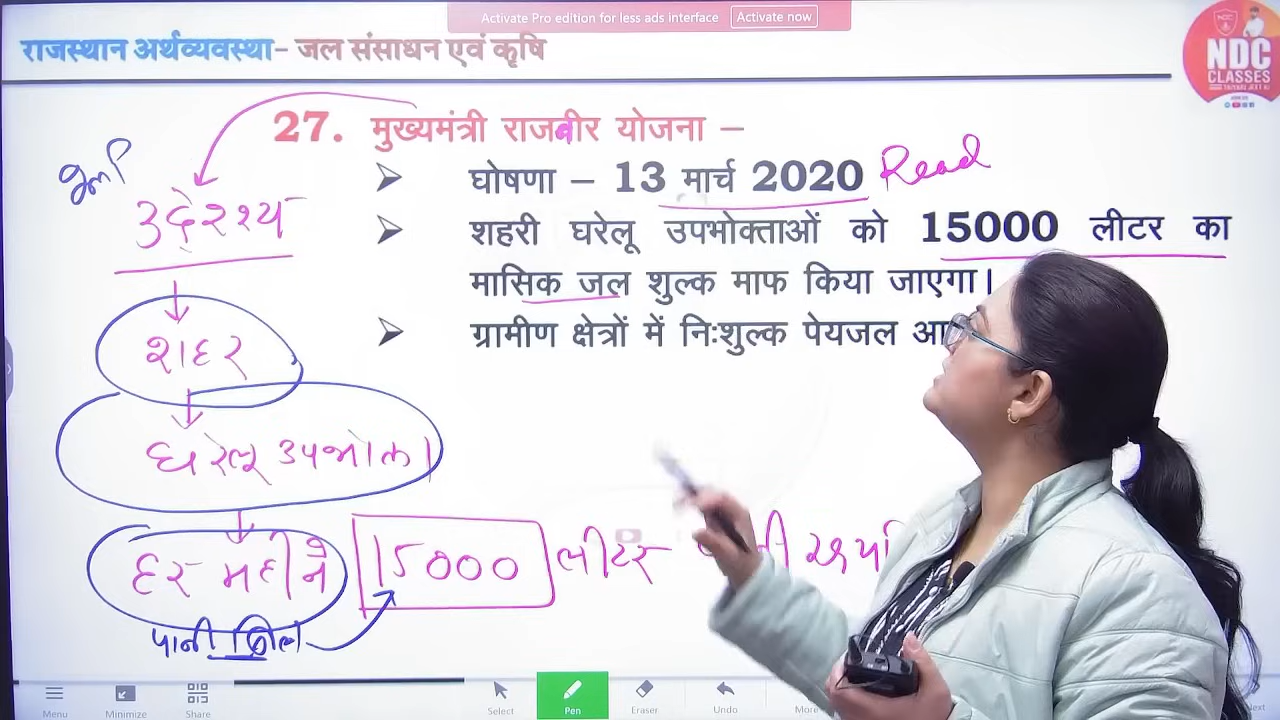 Activate Pro edition for less ads interface Activate now
राजस्थान अर्थव्यवस्था– जल संसाधन एवं कृषि
NDC
CLASSES
27. मुख्यमंत्री राजनीर योजना –
घोषणा – 13 मार्च 2020 Read
शहरी घरेलू उपभोक्ताओं को 15000 लीटर का
मासिक जल शुल्क माफ किया जाएगा।
ग्रामीण क्षेत्रों में निःशुल्क पेयजल
उद्देश्य
शहर
घरेलू उपभोक्ता
हर महीने 15000 लीटर
पानी बिल
Menu Minimize Share Select Pen Eraser Undo More Next